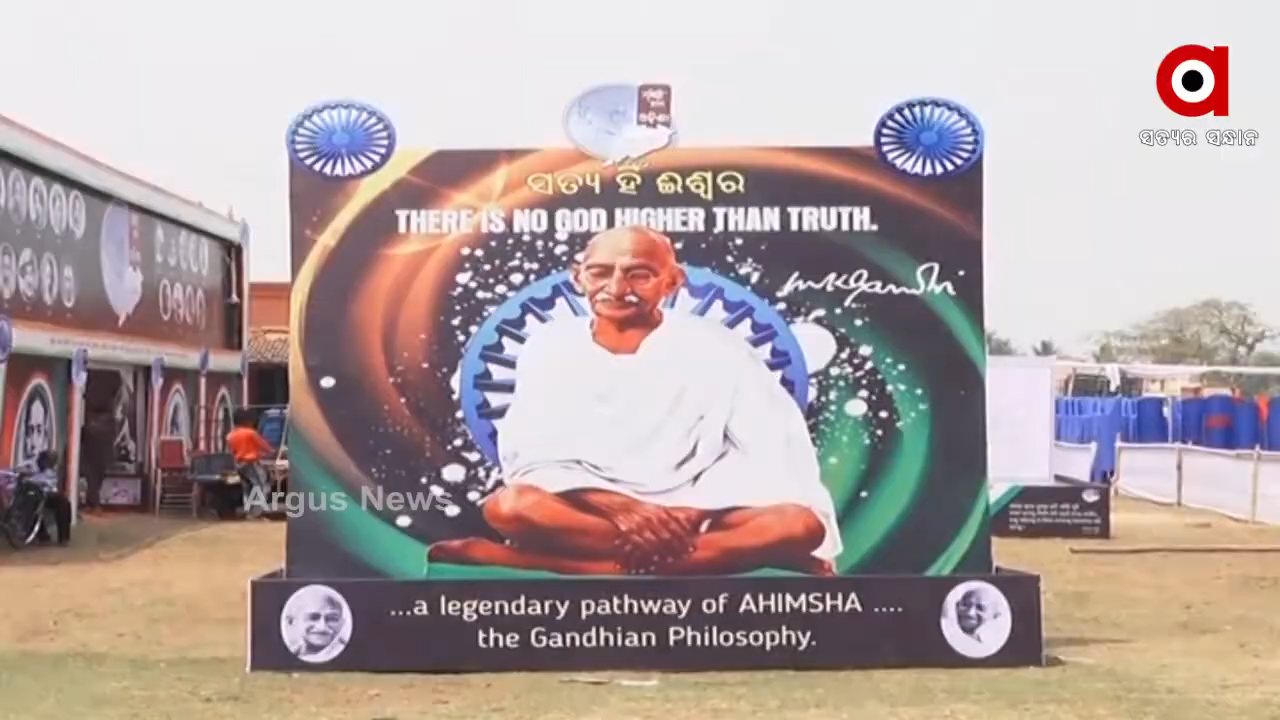 ସତ୍ୟର ସନ୍ଧାନ
ସତ୍ୟ ହିଁ ଈଶ୍ୱର
THERE IS NO GOD HIGHER THAN TRUTH.
mkgandhi
Argus News
...a legendary pathway of AHIMSHA ....
the Gandhian Philosophy.